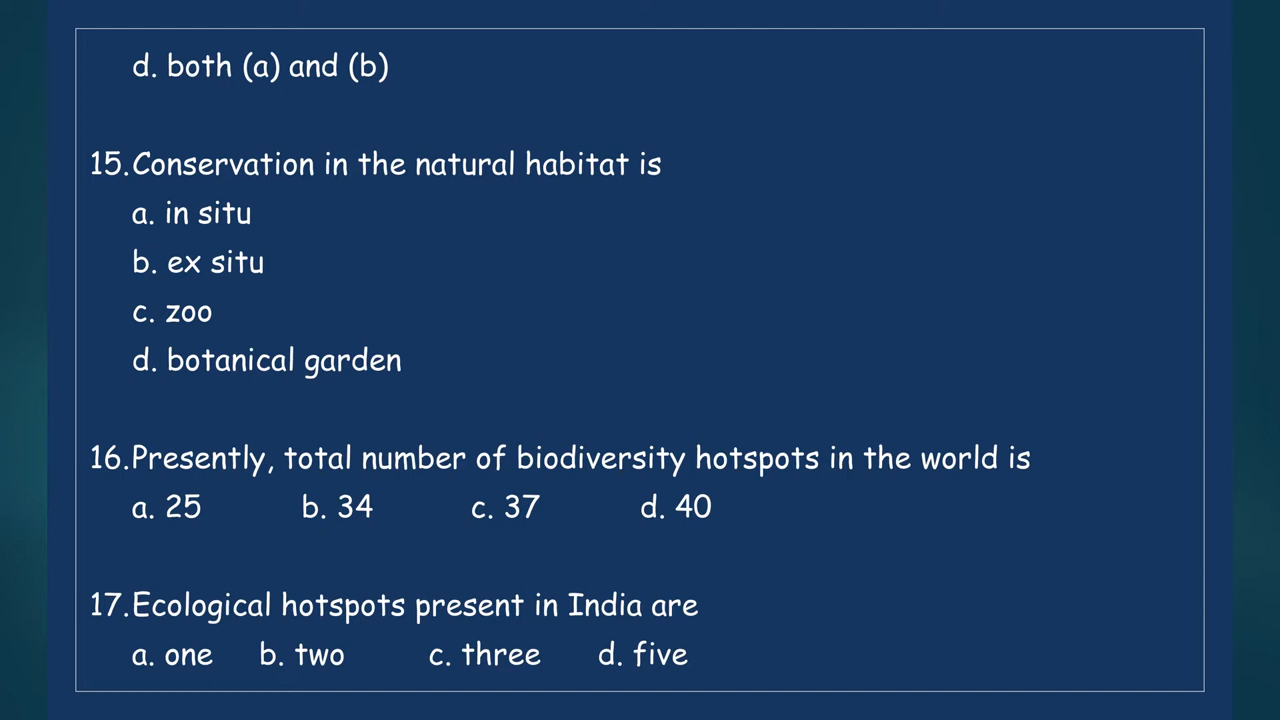 d. both (a) and (b)
15.Conservation in the natural habitat is
a. in situ
b. ex situ
c. zoo
d. botanical garden
16.Presently, total number of biodiversity hotspots in the world is
a. 25 b. 34 c. 37 d. 40
17.Ecological hotspots present in India are
a. one b. two c. three d. five